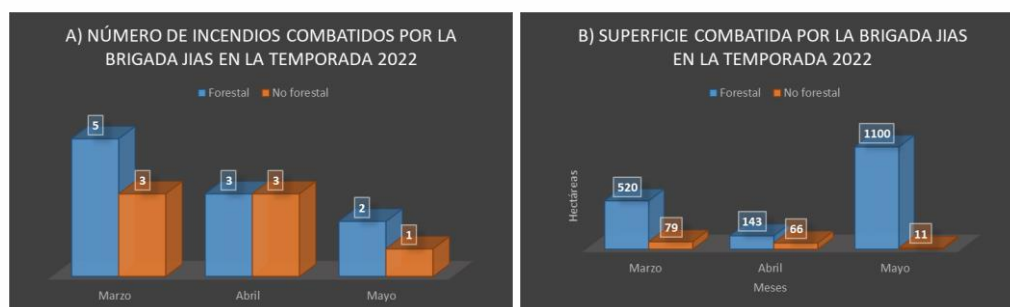 A) NÚMERO DE INCENDIOS COMBATIDOS POR LA
BRIGADA JIAS EN LA TEMPORADA 2022
Forestal No forestal
5
3
3
3
2
1
Marzo Abril Mayo
B) SUPERFICIE COMBATIDA POR LA BRIGADA JIAS
EN LA TEMPORADA 2022
Forestal No forestal
Hectáreas
520
79
143
66
1100
11
Marzo Abril Mayo
Meses